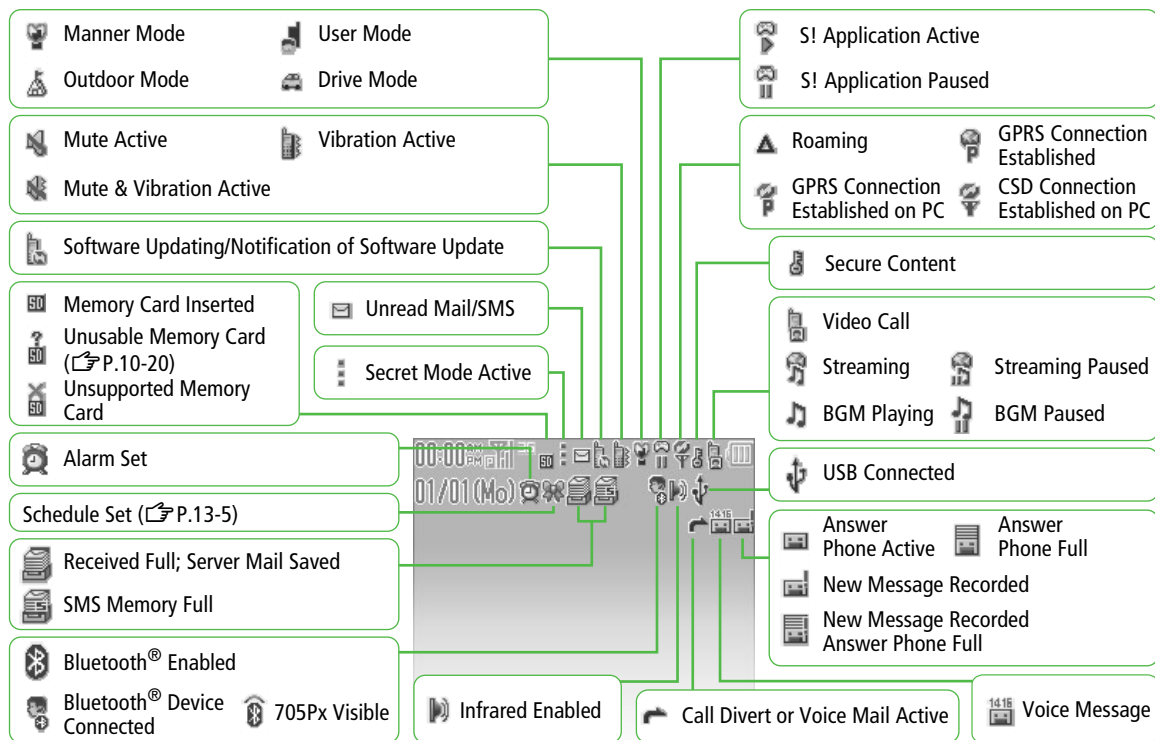 Manner Mode
User Mode
Outdoor Mode
Drive Mode
Mute Active
Vibration Active
Mute & Vibration Active
Software Updating/Notification of Software Update
Memory Card Inserted
Unusable Memory Card
(☞P.10-20)
Unsupported Memory
Card
Unread Mail/SMS
Secret Mode Active
Alarm Set
Schedule Set (☞P.13-5)
Received Full; Server Mail Saved
SMS Memory Full
Bluetooth® Enabled
Bluetooth® Device
Connected
705Px Visible
Infrared Enabled
Call Divert or Voice Mail Active
Voice Message
S! Application Active
S! Application Paused
Roaming
GPRS Connection
Established
GPRS Connection
Established on PC
CSD Connection
Established on PC
Secure Content
Video Call
Streaming
Streaming Paused
BGM Playing
BGM Paused
USB Connected
Answer
Phone Active
Answer
Phone Full
New Message Recorded
New Message Recorded
Answer Phone Full
00:00 AM PM
01/01(Mo)